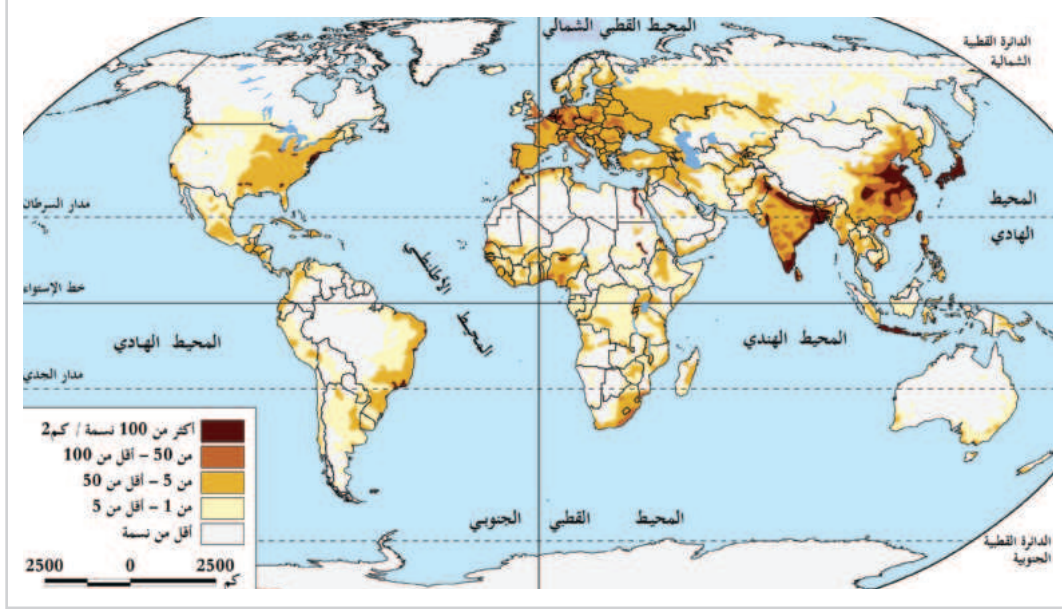 المحيط القطبي الشمالي
الدائرة القطبية
الشمالية
المحيط
الهادي
مدار السرطان
الأطلنطي
المحيط
خط الإستواء
المحيط الهادي
المحيط الهندي
مدار الجدي
أكثر من 100 نسمة / كم2
من 50 – أقل من 100
من 5 – أقل من 50
من 1 – أقل من 5
أقل من نسمة
2500 0 2500
كم
المحيط القطبي الجنوبي
الدائرة القطبية
الجنوبية